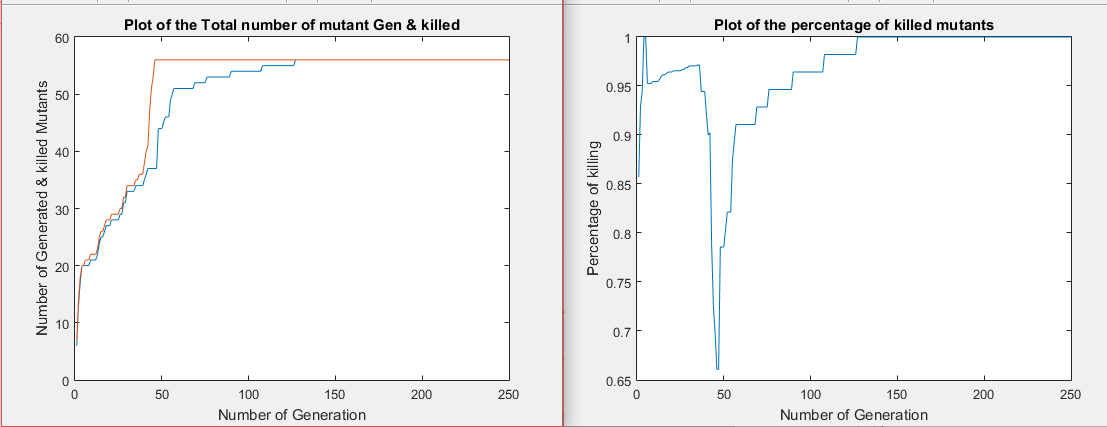 Plot of the Total number of mutant Gen & killed
60
50
40
30
20
10
0
Number of Generated & killed Mutants
0 50 100 150 200 250
Number of Generation
Plot of the percentage of killed mutants
1
0.95
0.9
0.85
0.8
0.75
0.7
0.65
Percentage of killing
0 50 100 150 200 250
Number of Generation